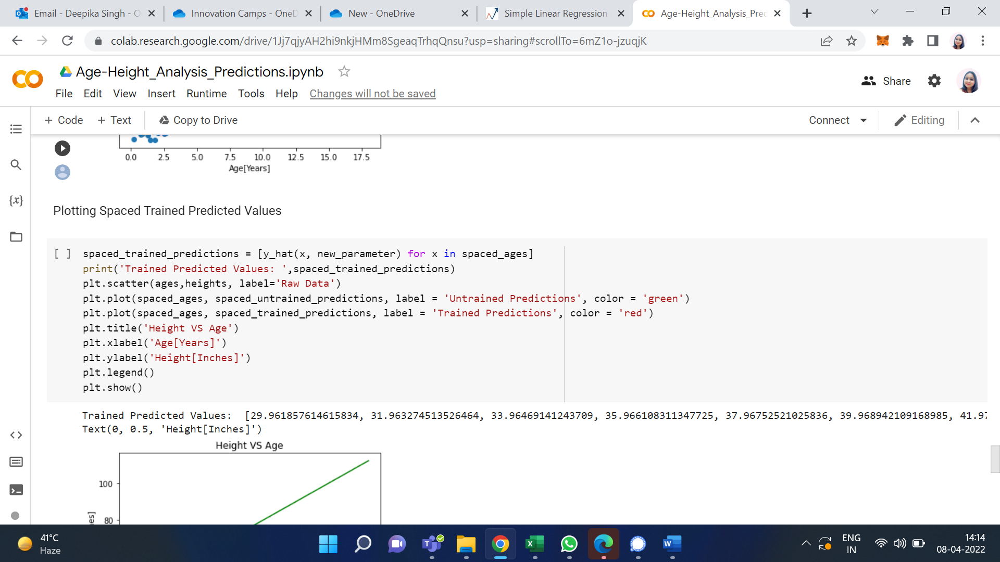 Email - Deepika Singh - O
Innovation Camps - OneD
New - OneDrive
Simple Linear Regression
Age-Height_Analysis_Prec
colab.research.google.com/drive/1Jj7qjyAH2hi9nkjHMm8SgeaqTrhqQnsu?usp=sharing#scrollTo=6mZ1o-jzuqjK
Age-Height_Analysis_Predictions.ipynb
Share
File Edit View Insert Runtime Tools Help Changes will not be saved
+ Code + Text Copy to Drive
Connect Editing
0.0 2.5 5.0 7.5 10.0 12.5 15.0 17.5
Age[Years]
{x}
Plotting Spaced Trained Predicted Values
[ ] spaced_trained_predictions = [y_hat(x, new_parameter) for x in spaced_ages]
print('Trained Predicted Values: ',spaced_trained_predictions)
plt.scatter(ages,heights, label='Raw Data')
plt.plot(spaced_ages, spaced_untrained_predictions, label = 'Untrained Predictions', color = 'green')
plt.plot(spaced_ages, spaced_trained_predictions, label = 'Trained Predictions', color = 'red')
plt.title('Height VS Age')
plt.xlabel('Age[Years]')
plt.ylabel('Height[Inches]')
plt.legend()
plt.show()
Trained Predicted Values:  [29.961857614615834, 31.963274513526464, 33.96469141243709, 35.966108311347725, 37.96752521025836, 39.968942109168985, 41.97
Text(0, 0.5, 'Height[Inches]')
Height VS Age
100
80
es]
41°C
Haze
ENG
IN
14:14
08-04-2022